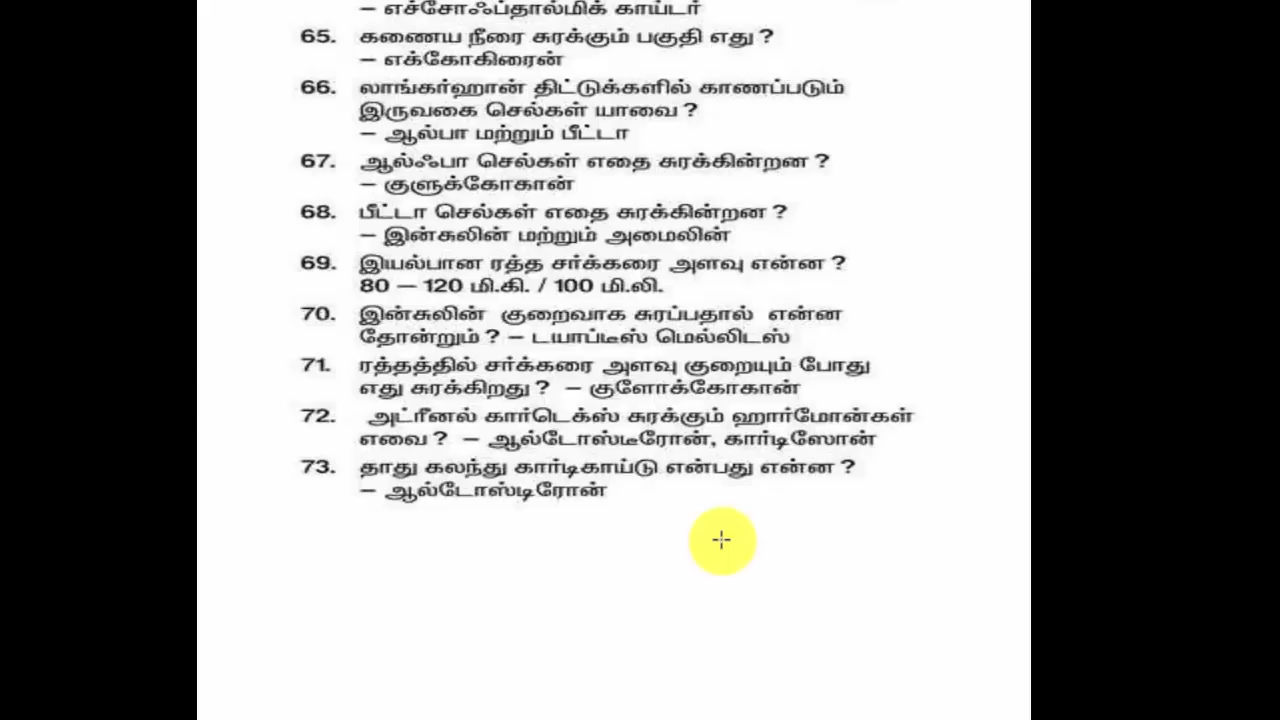 – எச்சோஃப்தால்மிக் காய்டர்
65. கணைய நீரை சுரக்கும் பகுதி எது ?
– எக்கோகிரைன்
66. லாங்கர்ஹான் திட்டுக்களில் காணப்படும்
இருவகை செல்கள் யாவை ?
– ஆல்பா மற்றும் பீட்டா
67. ஆல்ஃபா செல்கள் எதை சுரக்கின்றன ?
– குளுக்கோகான்
68. பீட்டா செல்கள் எதை சுரக்கின்றன ?
– இன்சுலின் மற்றும் அமைலின்
69. இயல்பான ரத்த சர்க்கரை அளவு என்ன ?
80 – 120 மி.கி. / 100 மி.லி.
70. இன்சுலின் குறைவாக சுரப்பதால் என்ன
தோன்றும் ? – டயாப்டீஸ் மெல்லிடஸ்
71. ரத்தத்தில் சர்க்கரை அளவு குறையும் போது
எது சுரக்கிறது ? – குளோக்கோகான்
72. அட்ரீனல் கார்டெக்ஸ் சுரக்கும் ஹார்மோன்கள்
எவை ? – ஆல்டோஸ்டீரோன், கார்டிஸோன்
73. தாது கலந்து கார்டிகாய்டு என்பது என்ன ?
– ஆல்டோஸ்டிரோன்